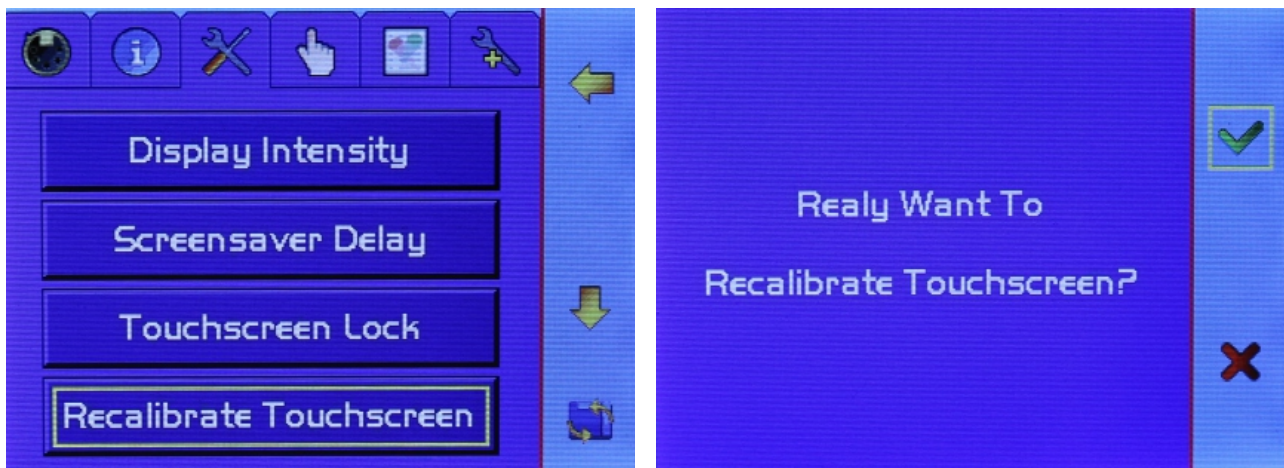 Display Intensity
Screensaver Delay
Touchscreen Lock
Recalibrate Touchscreen
Realy Want To
Recalibrate Touchscreen?